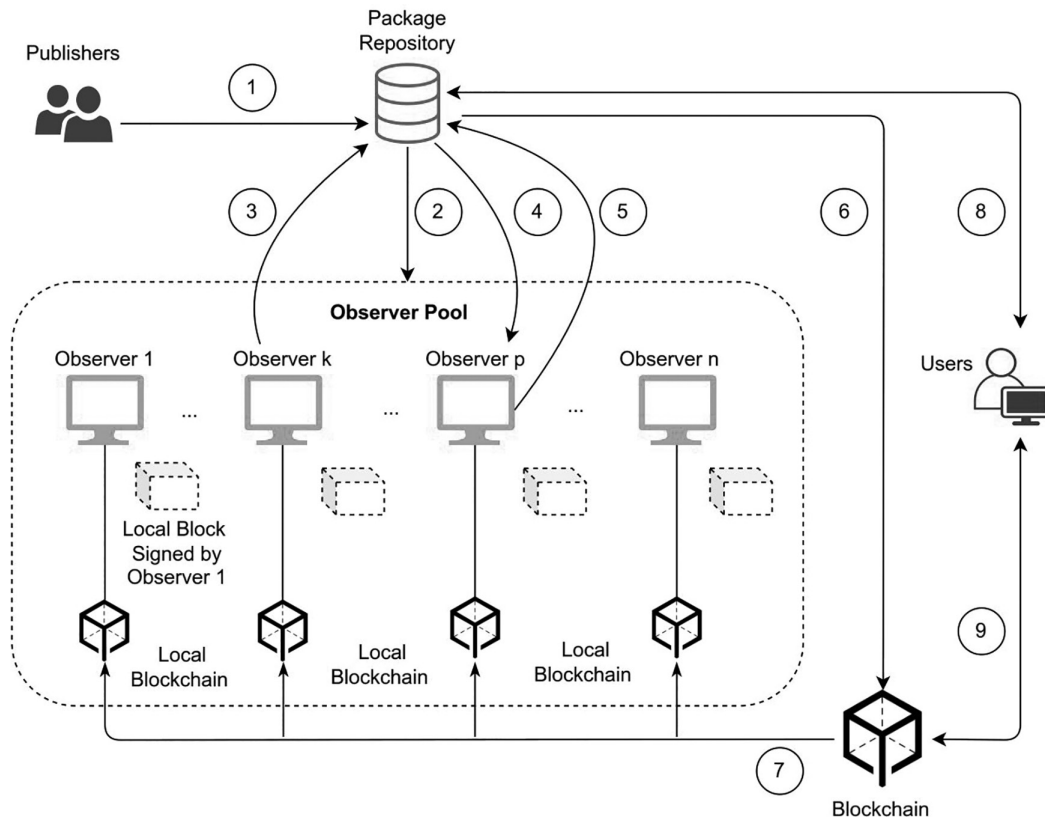 Package
Repository
Publishers
1
3
2
4
5
6
8
Observer Pool
Observer 1
Observer k
Observer p
Observer n
...
...
...
Users
Local Block
Signed by
Observer 1
Local
Blockchain
Local
Blockchain
Local
Blockchain
9
7
Blockchain